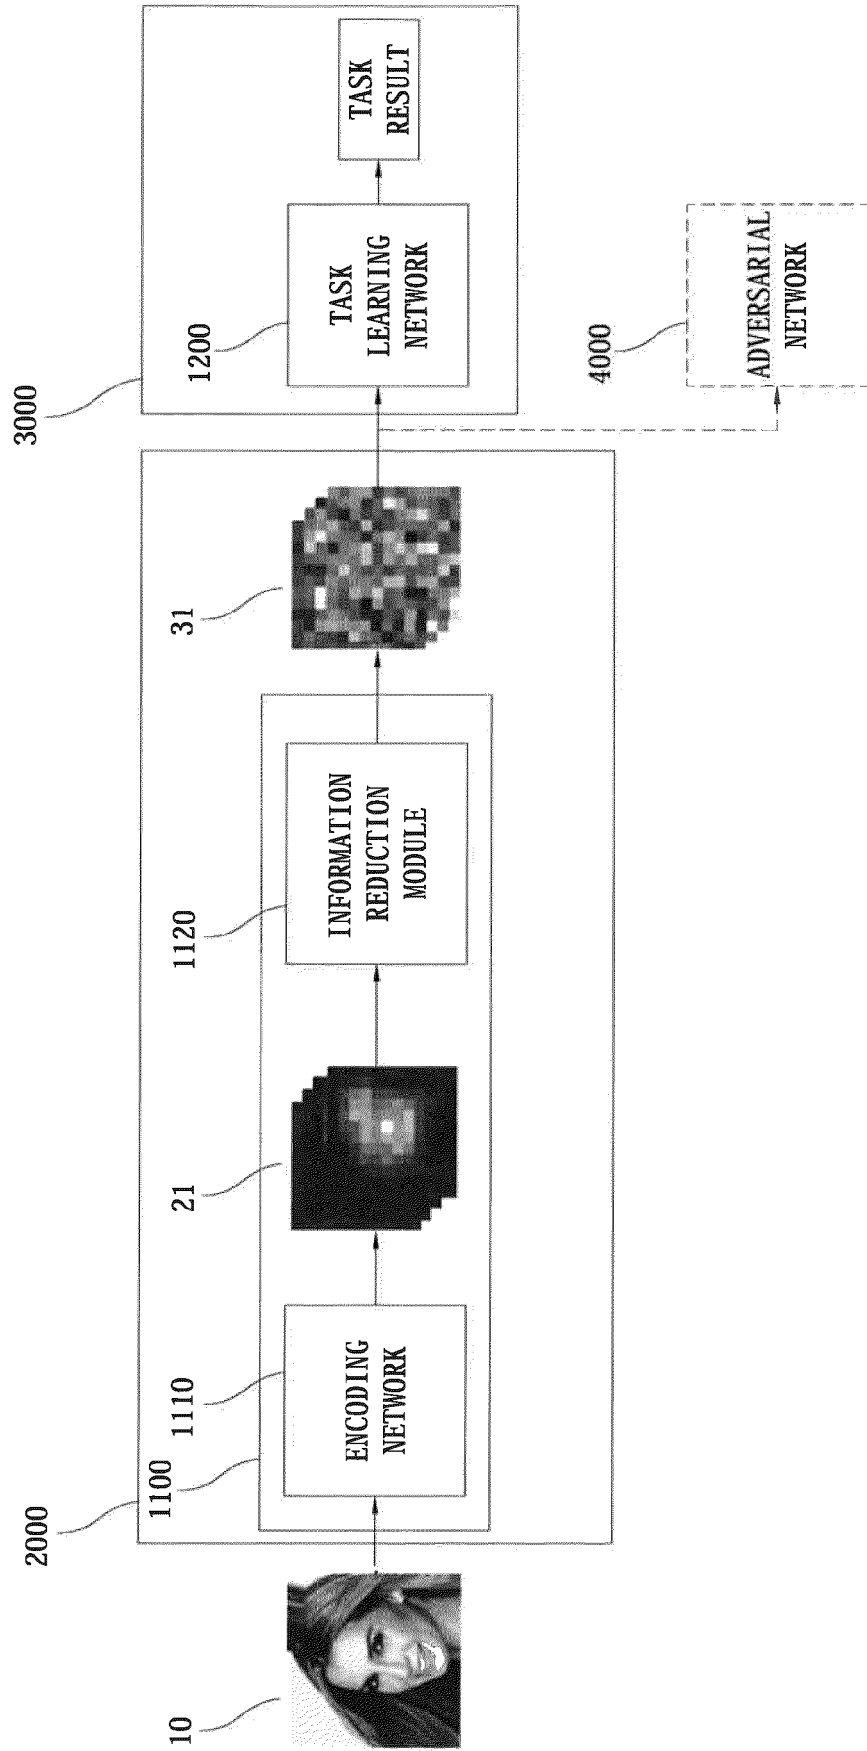 10
2000
1100
1110
ENCODING
NETWORK
21
1120
INFORMATION
REDUCTION
MODULE
31
3000
1200
TASK
LEARNING
NETWORK
TASK
RESULT
4000
ADVERSARIAL
NETWORK